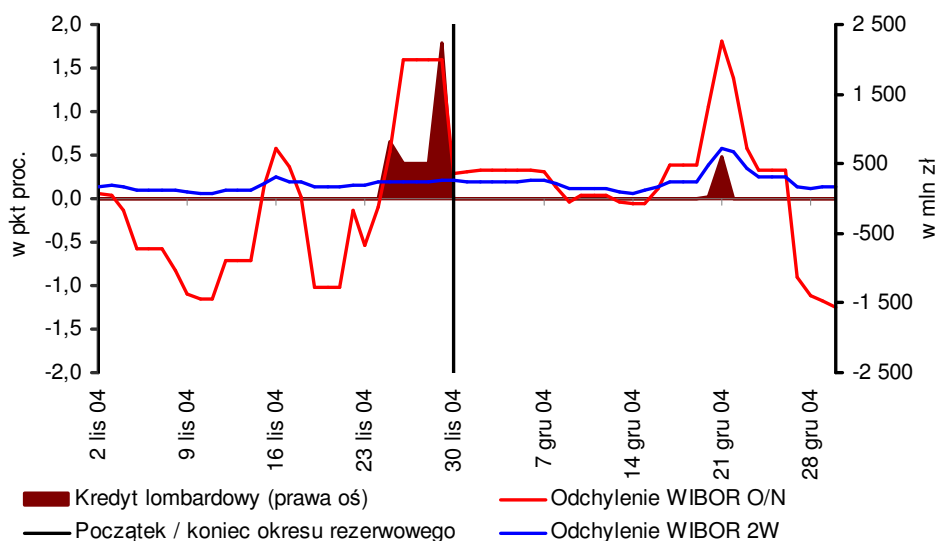 w pkt proc.
2,0
1,5
1,0
0,5
0,0
-0,5
-1,0
-1,5
-2,0
2 500
1 500
500
-500
-1 500
-2 500
w mln zł
2 lis 04
9 lis 04
16 lis 04
23 lis 04
30 lis 04
7 gru 04
14 gru 04
21 gru 04
28 gru 04
Kredyt lombardowy (prawa oś)
Odchylenie WIBOR O/N
Początek / koniec okresu rezerwowego
Odchylenie WIBOR 2W